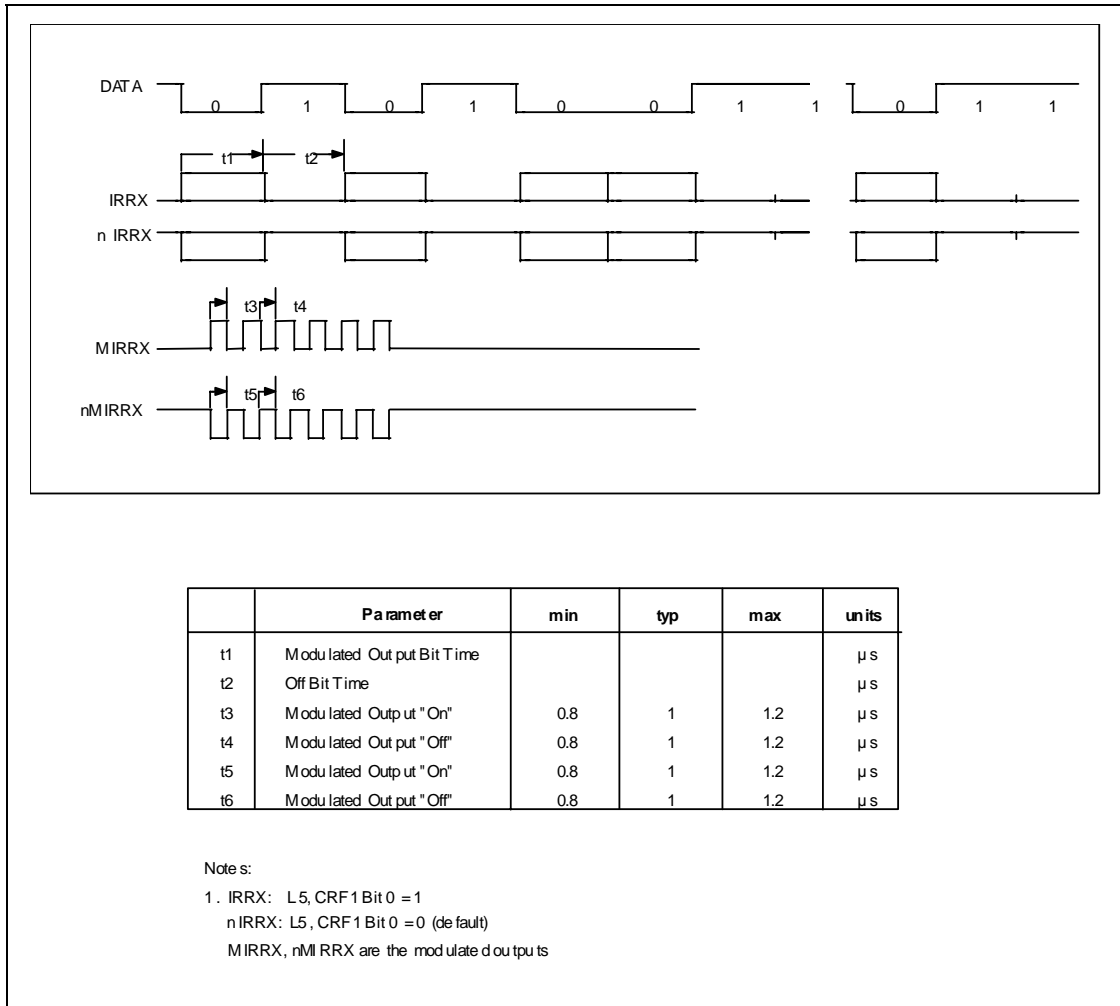 DATA
0 1 0 1 0 0 1 1 0 1 1
t1 t2
IRRX
n IRRX
t3 t4
MIRRX
t5 t6
nMIRRX
Parameter min typ max units
t1 Modulated Output Bit Time µs
t2 Off Bit Time µs
t3 Modulated Output "On" 0.8 1 1.2 µs
t4 Modulated Output "Off" 0.8 1 1.2 µs
t5 Modulated Output "On" 0.8 1 1.2 µs
t6 Modulated Output "Off" 0.8 1 1.2 µs
Notes:
1. IRRX: L5, CRF1 Bit 0 = 1
nIRRX: L5, CRF1 Bit 0 = 0 (default)
MIRRX, nMIRRX are the modulated outputs